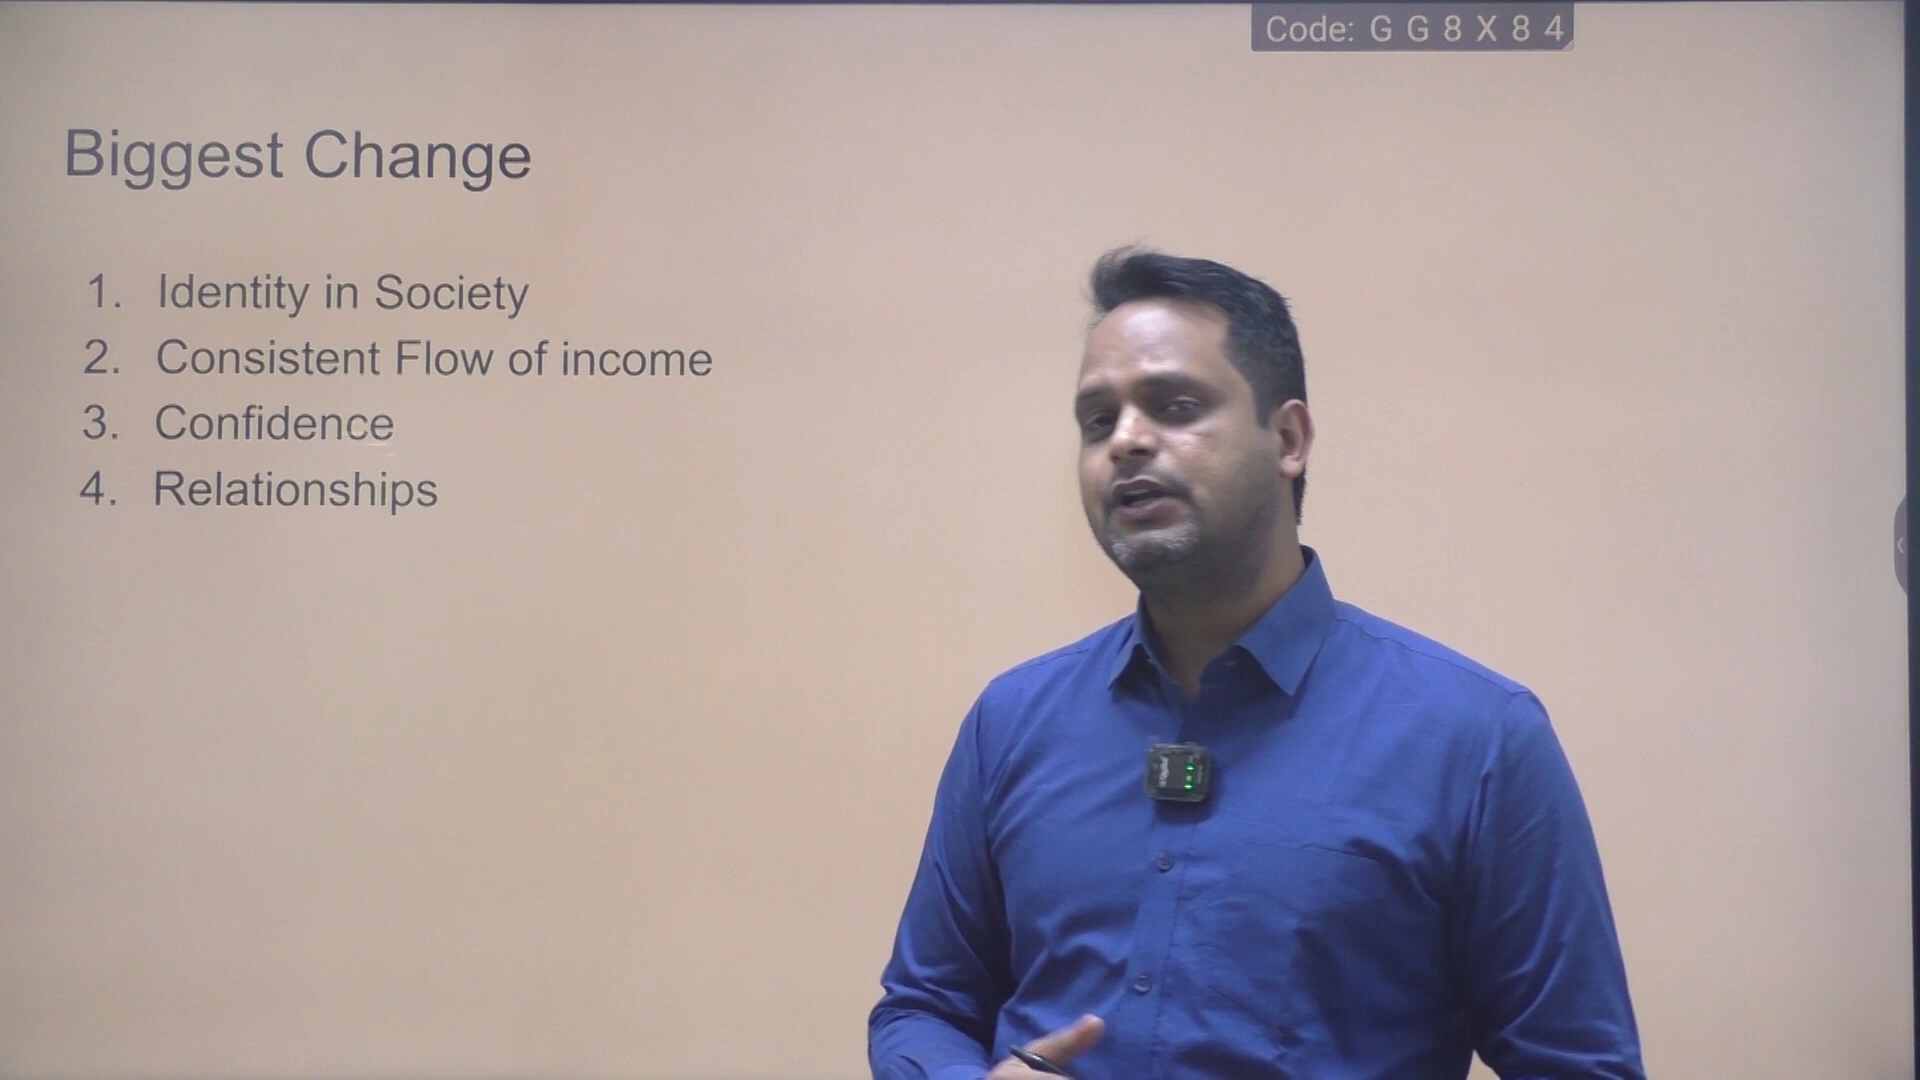 Code: G G 8 X 8 4
Biggest Change
1. Identity in Society
2. Consistent Flow of income
3. Confidence
4. Relationships